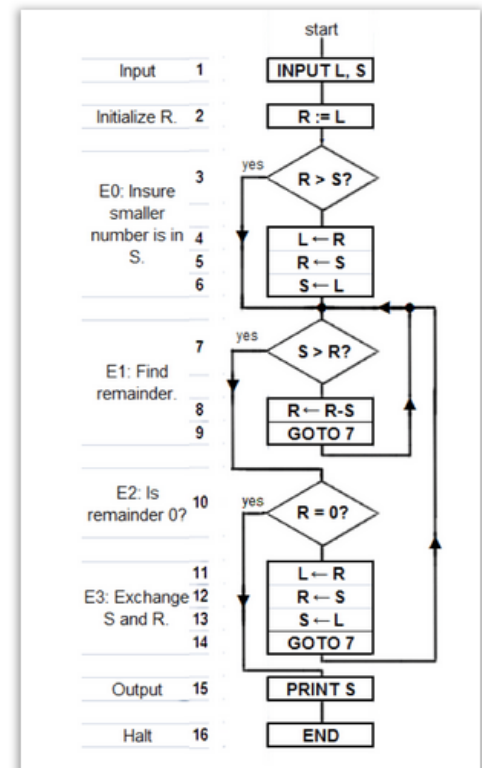 start
Input 1 INPUT L, S
Initialize R. 2 R := L
yes
3 R > S?
E0: Insure
smaller
number is in
S.
4 L ← R
5 R ← S
6 S ← L
yes
7 S > R?
E1: Find
remainder.
8 R ← R-S
9 GOTO 7
E2: Is
remainder 0?
10 yes R = 0?
11 L ← R
E3: Exchange 12 R ← S
S and R. 13 S ← L
14 GOTO 7
Output 15 PRINT S
Halt 16 END